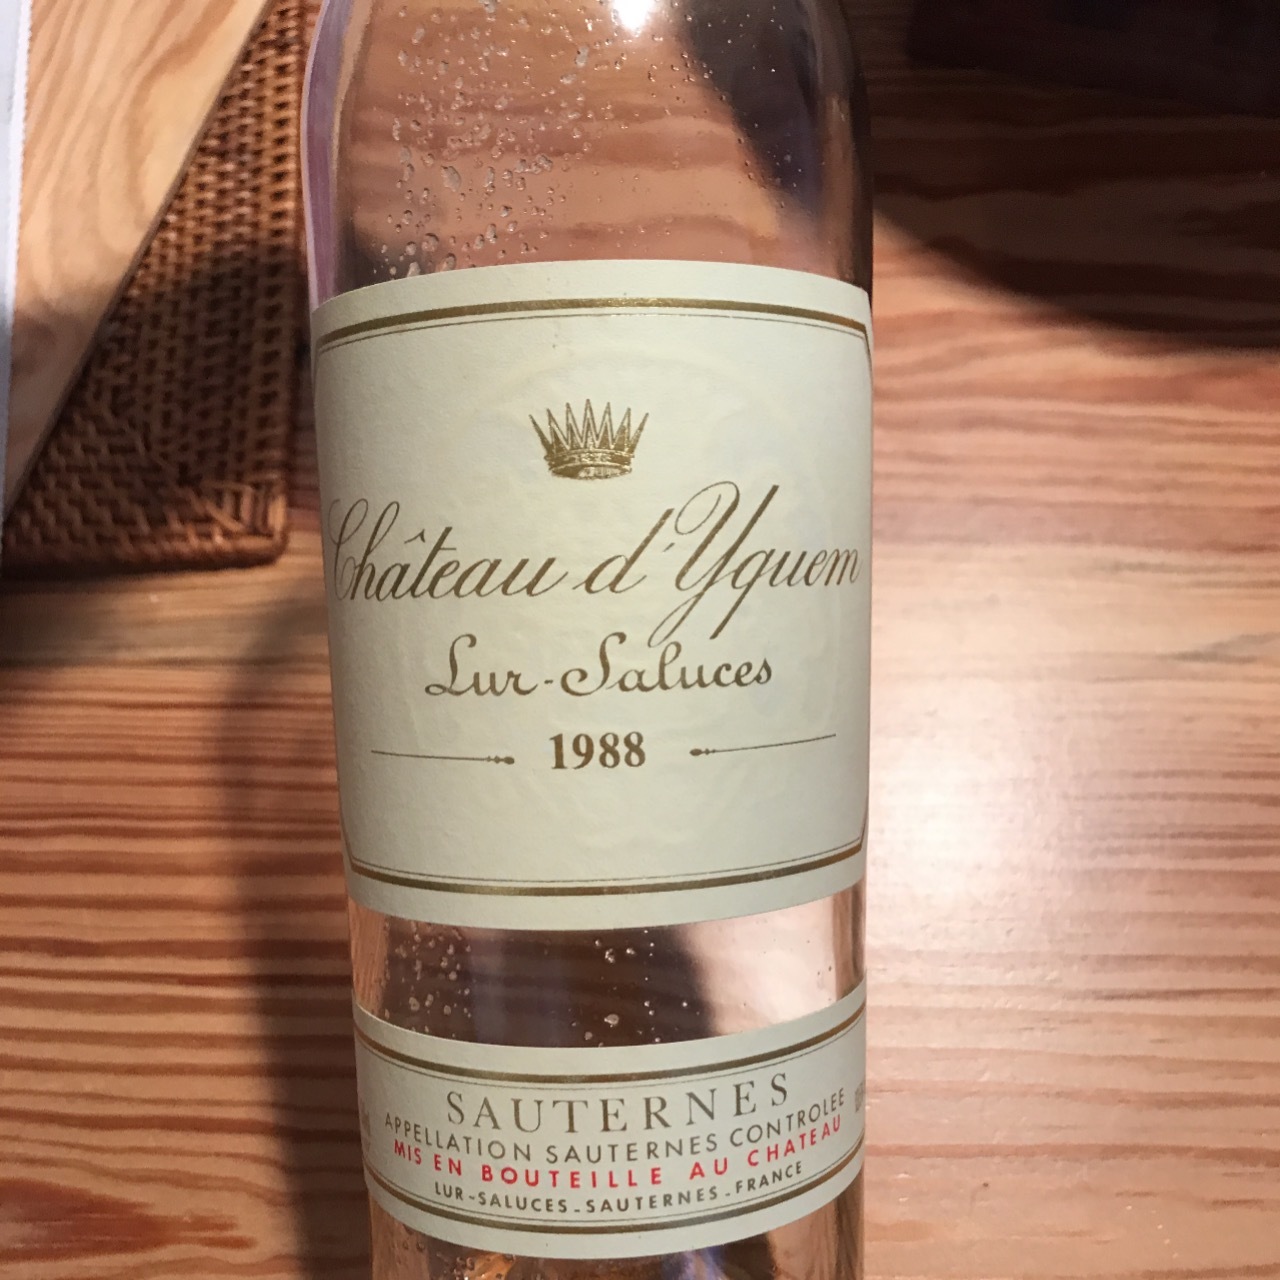 Château d'Yquem
Lur-Saluces
1988
SAUTERNES
APPELLATION SAUTERNES CONTROLEE
MIS EN BOUTEILLE AU CHATEAU
LUR-SALUCES-SAUTERNES-FRANCE